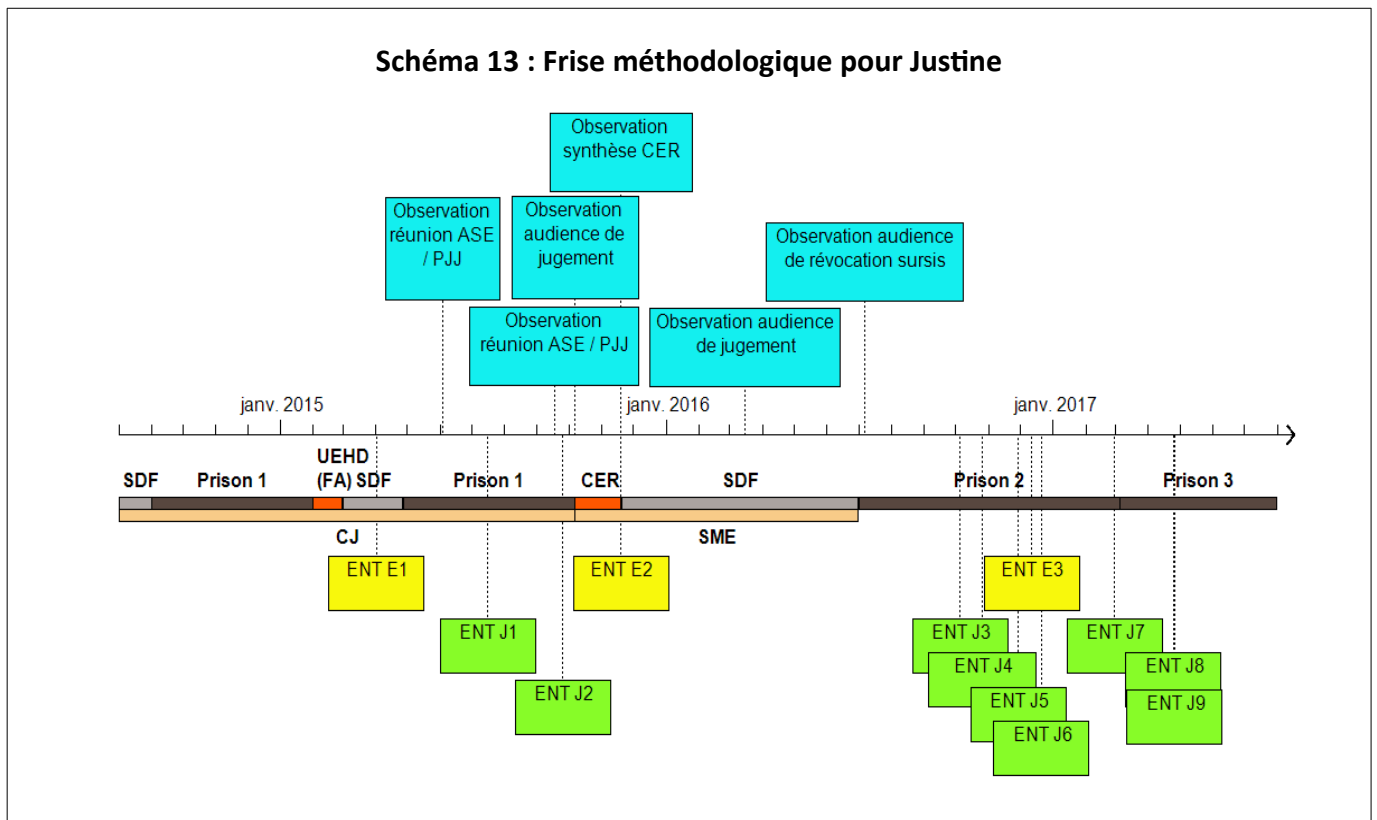 Schéma 13 : Frise méthodologique pour Justine
Observation
synthèse CER
Observation
réunion ASE
/ PJJ
Observation
audience de
jugement
Observation audience
de révocation sursis
Observation
réunion ASE / PJJ
Observation audience
de jugement
janv. 2015
janv. 2016
janv. 2017
SDF
Prison 1
UEHD
(FA)
SDF
Prison 1
CER
SDF
Prison 2
Prison 3
CJ
SME
ENT E1
ENT E2
ENT E3
ENT J1
ENT J2
ENT J3
ENT J4
ENT J5
ENT J6
ENT J7
ENT J8
ENT J9